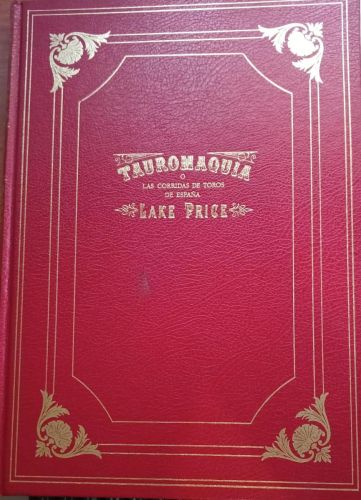 TAUROMAQUIA
O
LAS CORRIDAS DE TOROS
DE ESPAÑA
LAKE PRICE